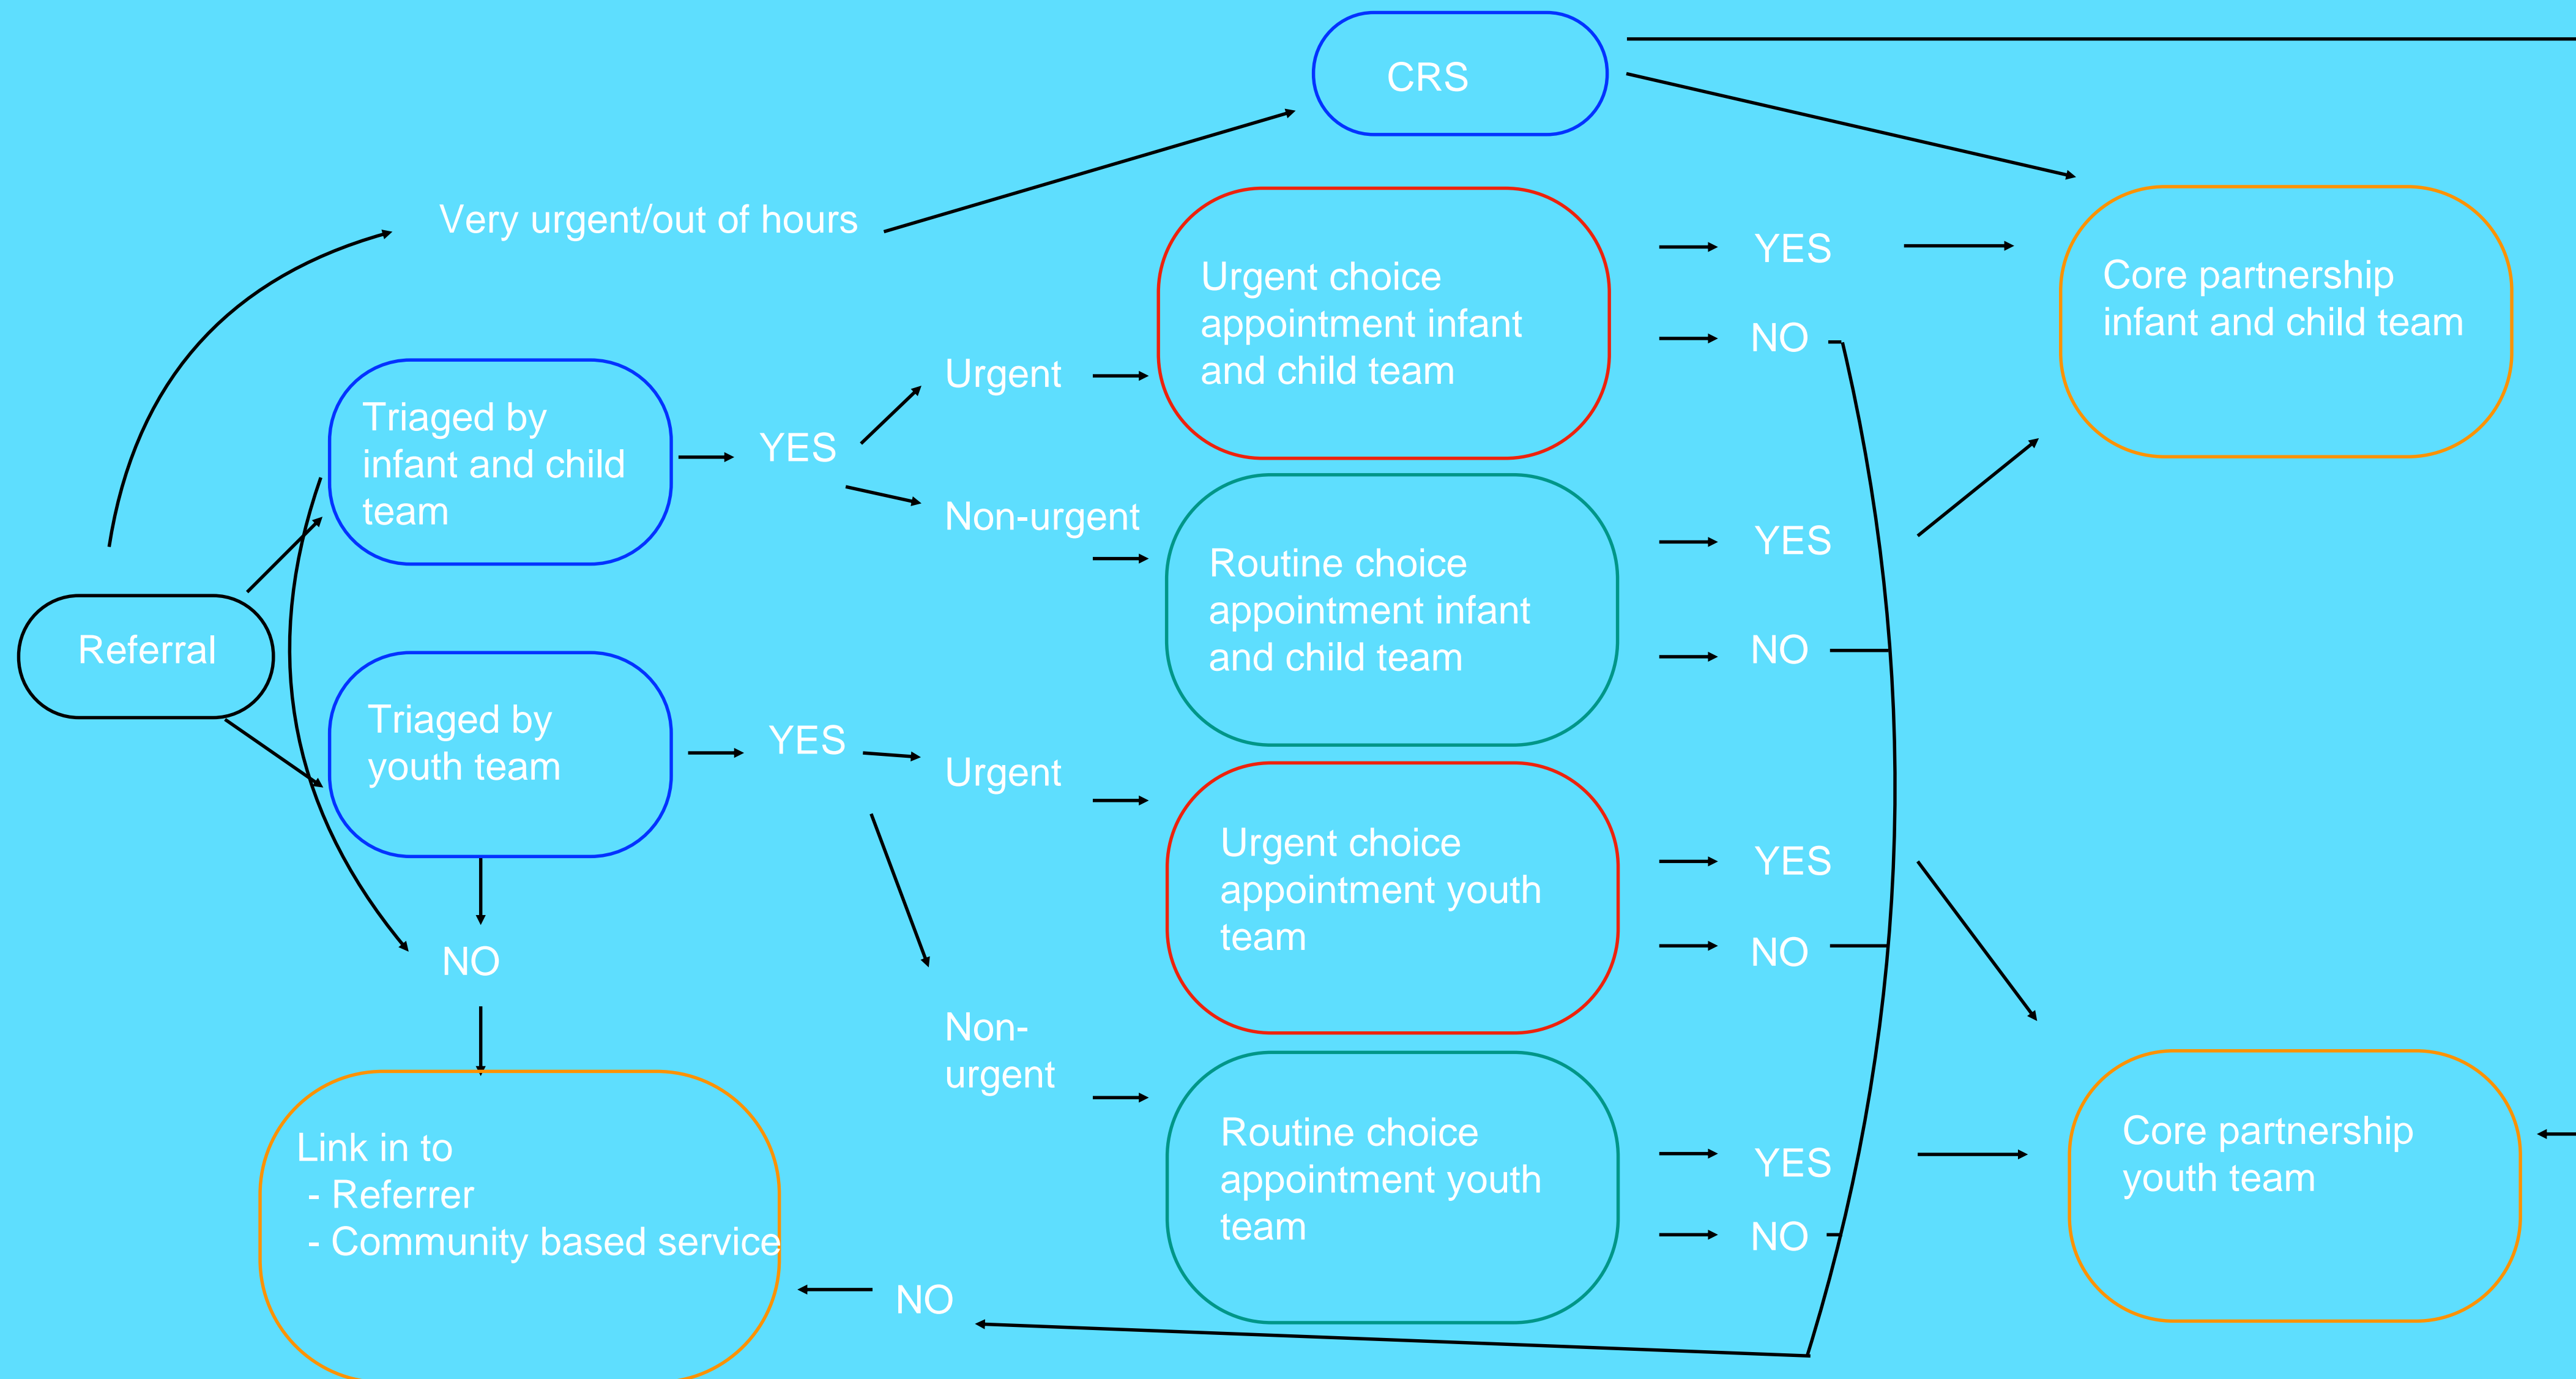 CRS
Very urgent/out of hours
Urgent choice
appointment infant
and child team
YES
NO
Core partnership
infant and child team
Urgent
Triaged by
infant and child
team
YES
Non-urgent
Routine choice
appointment infant
and child team
YES
NO
Referral
Triaged by
youth team
YES
Urgent
Urgent choice
appointment youth
team
YES
NO
NO
Non-
urgent
Routine choice
appointment youth
team
YES
NO
Core partnership
youth team
Link in to
- Referrer
- Community based service
NO